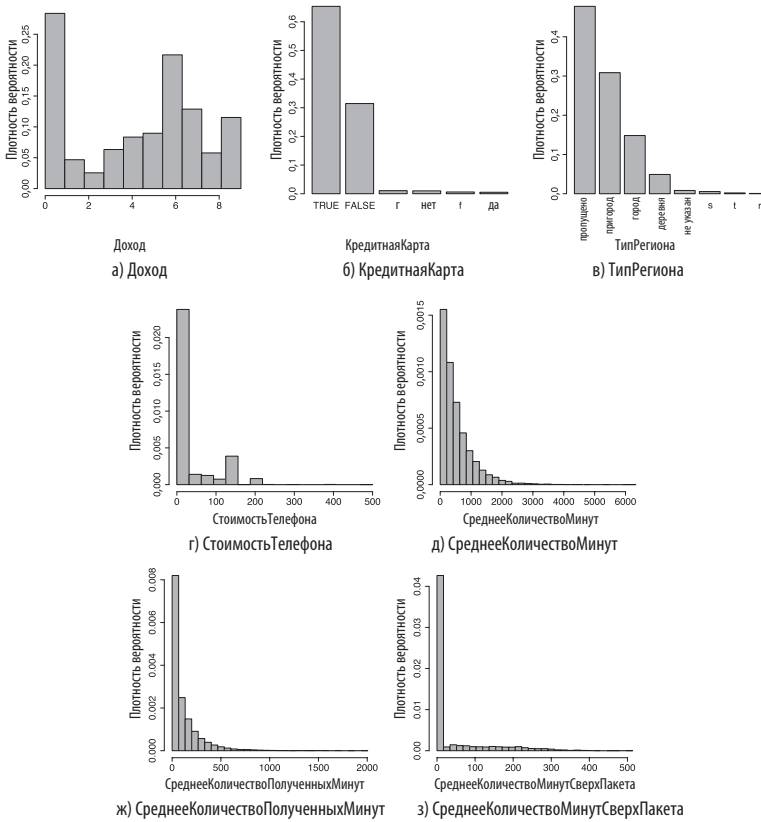 Плотность вероятности
0,00
0,05
0,10
0,15
0,20
0,25
0 2 4 6 8
Доход
а) Доход
Плотность вероятности
0,0
0,1
0,2
0,3
0,4
0,5
0,6
TRUE FALSE г нет f да
КредитнаяКарта
б) КредитнаяКарта
Плотность вероятности
0,0
0,1
0,2
0,3
0,4
пропущено
пригород
город
деревня
не указан
s t r
ТипРегиона
в) ТипРегиона
Плотность вероятности
0,000
0,005
0,010
0,015
0,020
0 100 200 300 400 500
СтоимостьТелефона
г) СтоимостьТелефона
Плотность вероятности
0,0000
0,0005
0,0010
0,0015
0 1000 2000 3000 4000 5000 6000
СреднееКоличествоМинут
д) СреднееКоличествоМинут
Плотность вероятности
0.000
0.002
0.004
0.006
0.008
0 500 1000 1500 2000
СреднееКоличествоПолученныхМинут
ж) СреднееКоличествоПолученныхМинут
Плотность вероятности
0.00
0.01
0.02
0.03
0.04
0 100 200 300 400 500
СреднееКоличествоМинутСверхПакета
з) СреднееКоличествоМинутСверхПакета